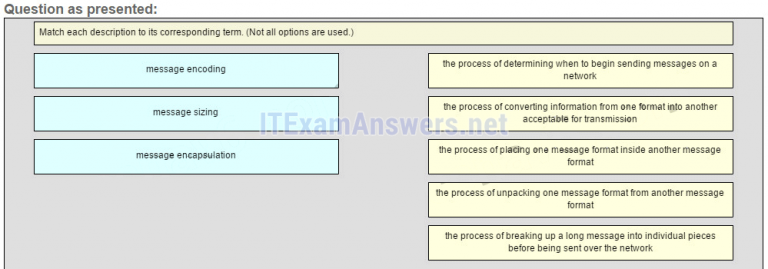 Question as presented:
Match each description to its corresponding term. (Not all options are used.)
message encoding
message sizing
message encapsulation
the process of determining when to begin sending messages on a
network
the process of converting information from one format into another
acceptable for transmission
the process of placing one message format inside another message
format
the process of unpacking one message format from another message
format
the process of breaking up a long message into individual pieces
before being sent over the network
ITExamAnswers.net